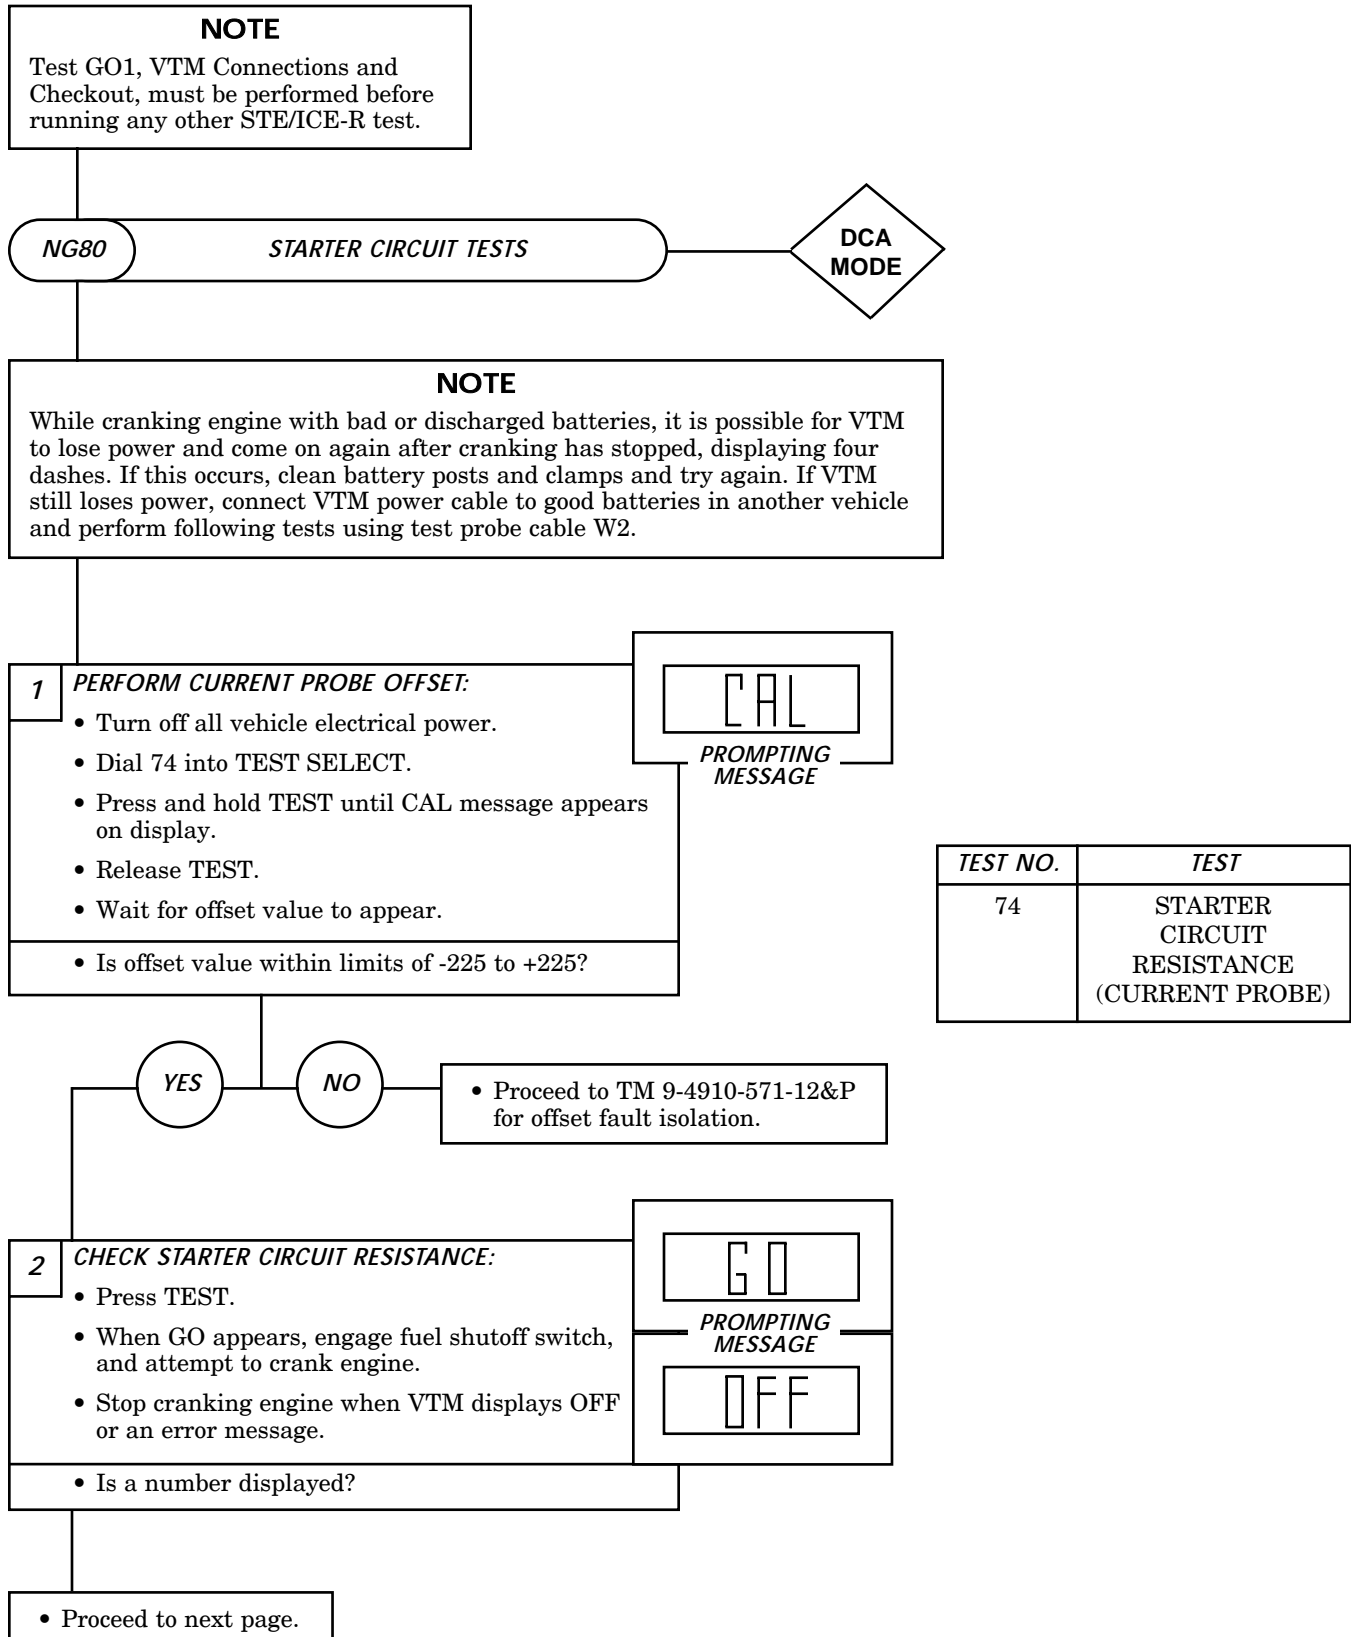 NOTE
Test GO1, VTM Connections and
Checkout, must be performed before
running any other STE/ICE-R test.
NG80
STARTER CIRCUIT TESTS
DCA
MODE
NOTE
While cranking engine with bad or discharged batteries, it is possible for VTM
to lose power and come on again after cranking has stopped, displaying four
dashes. If this occurs, clean battery posts and clamps and try again. If VTM
still loses power, connect VTM power cable to good batteries in another vehicle
and perform following tests using test probe cable W2.
1
PERFORM CURRENT PROBE OFFSET:
• Turn off all vehicle electrical power.
• Dial 74 into TEST SELECT.
• Press and hold TEST until CAL message appears
on display.
• Release TEST.
• Wait for offset value to appear.
• Is offset value within limits of -225 to +225?
CAL
PROMPTING
MESSAGE
TEST NO.
TEST
74
STARTER
CIRCUIT
RESISTANCE
(CURRENT PROBE)
YES
NO
• Proceed to TM 9-4910-571-12&P
for offset fault isolation.
2
CHECK STARTER CIRCUIT RESISTANCE:
• Press TEST.
• When GO appears, engage fuel shutoff switch,
and attempt to crank engine.
• Stop cranking engine when VTM displays OFF
or an error message.
• Is a number displayed?
GO
PROMPTING
MESSAGE
OFF
• Proceed to next page.